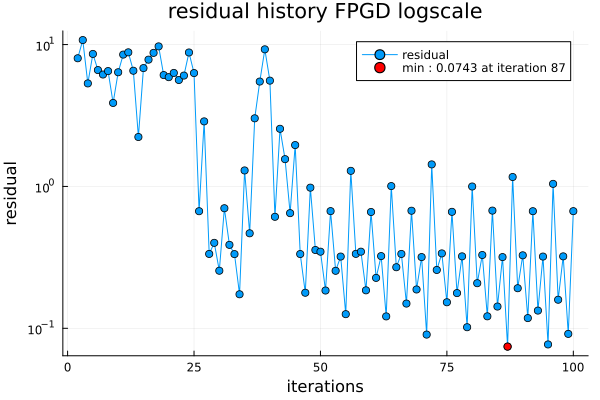 residual history FPGD logscale
residual
min : 0.0743 at iteration 87
10¹
10⁰
10⁻¹
residual
0
25
50
75
100
iterations